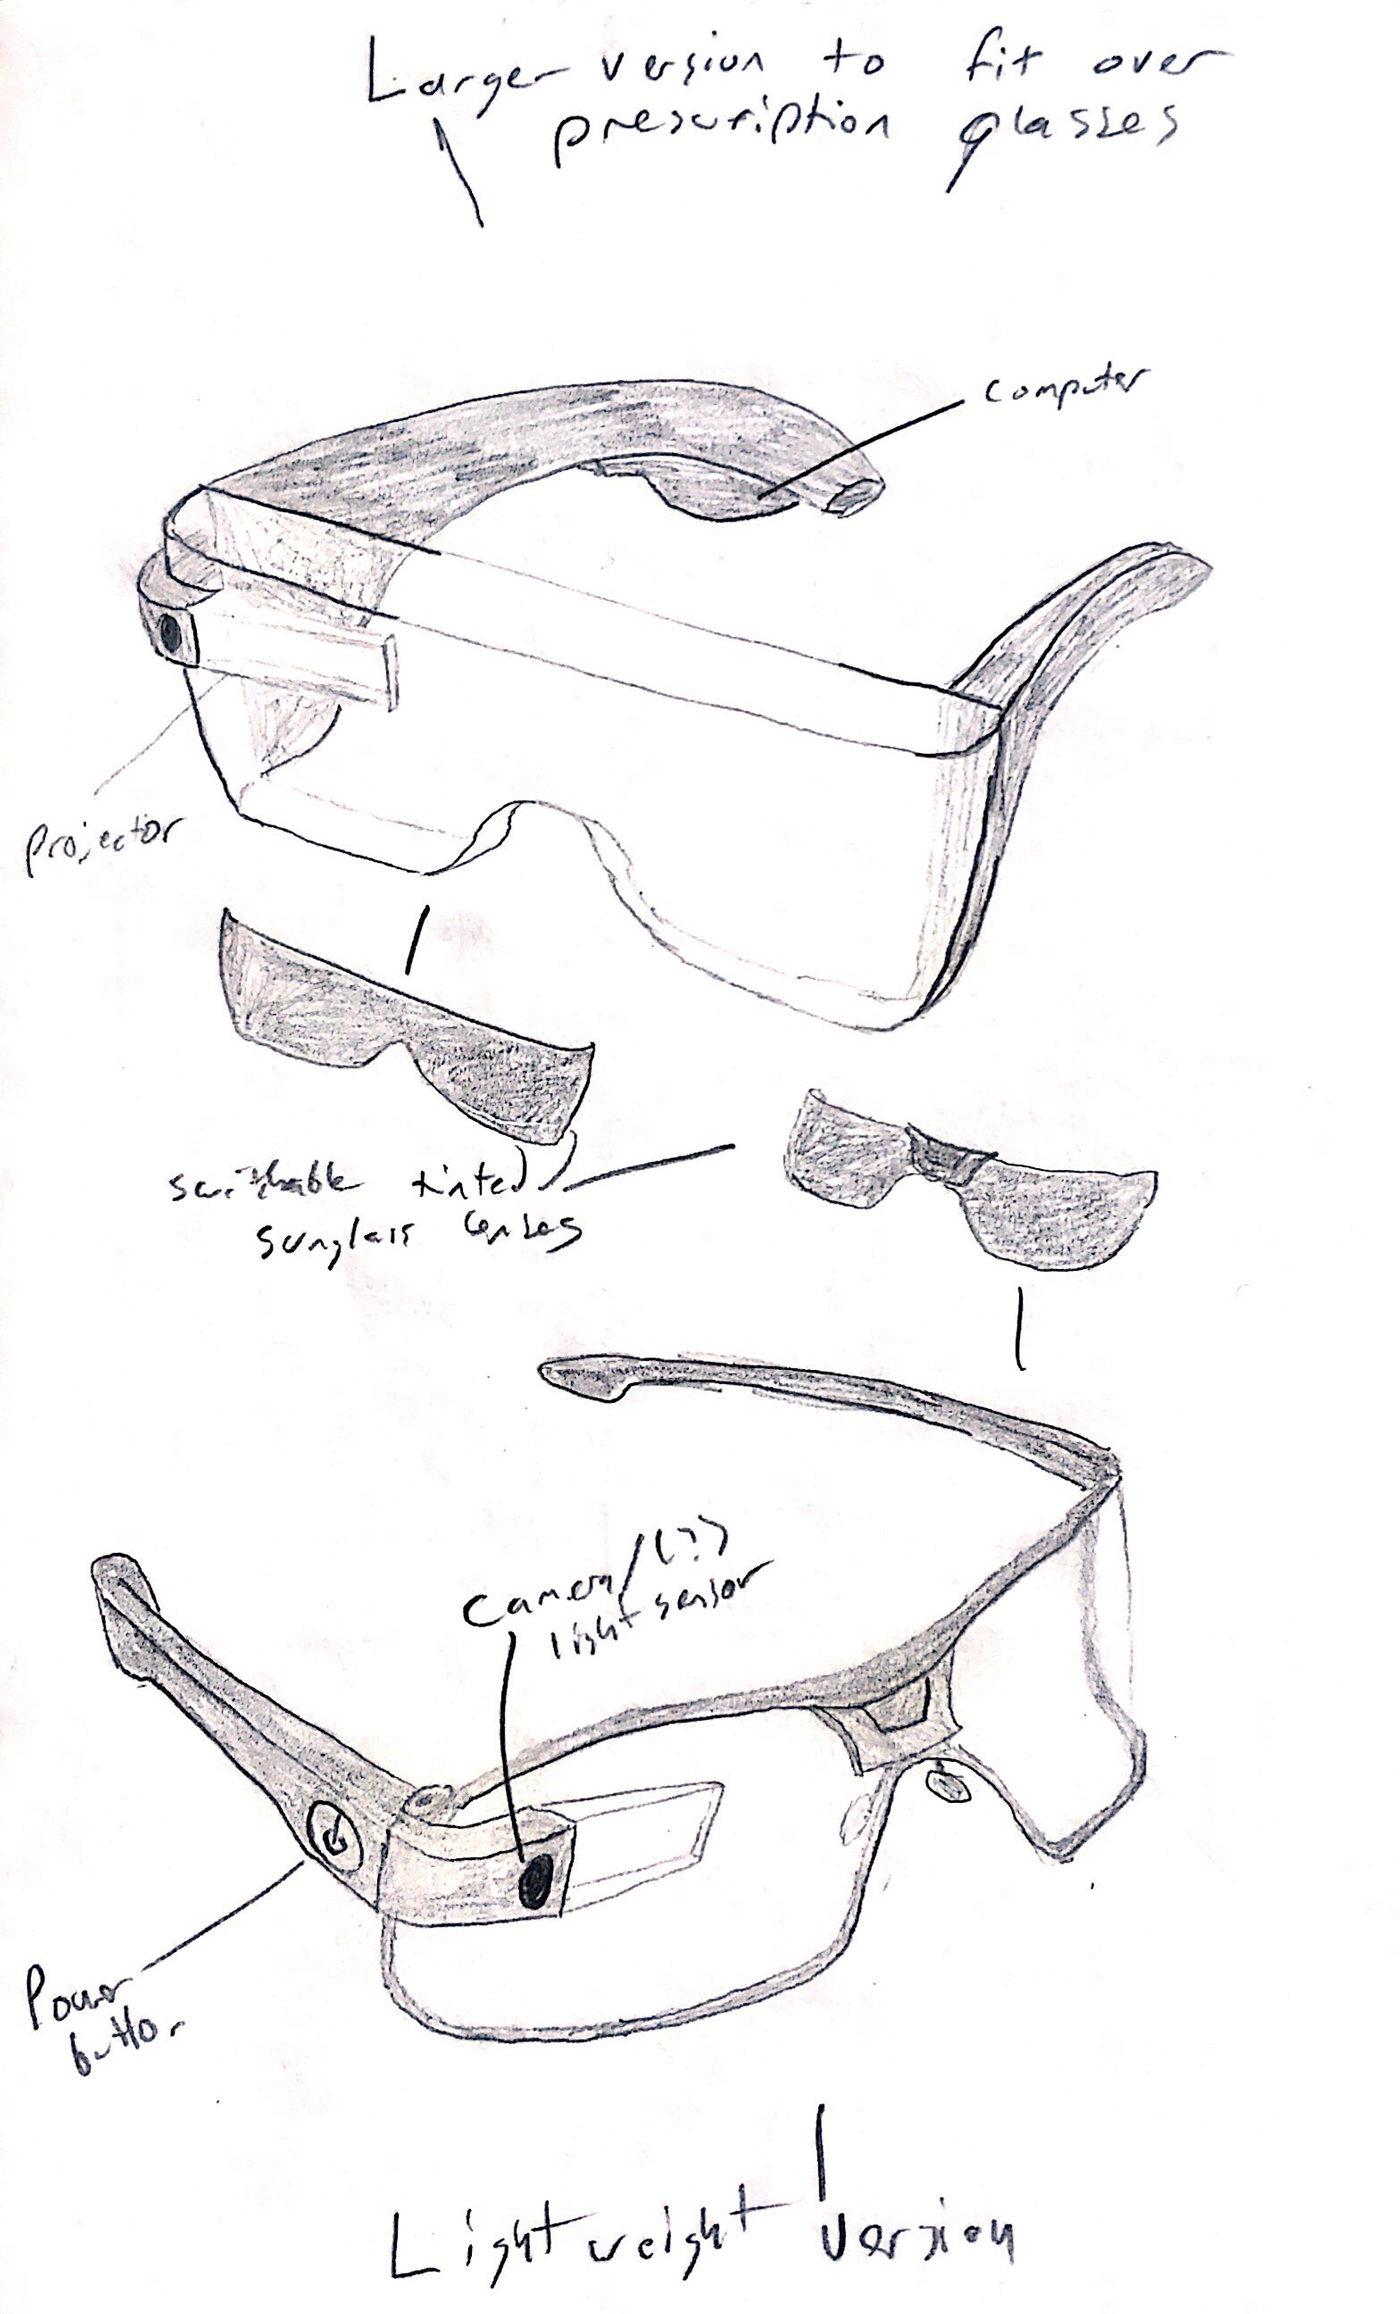 Larger version to fit over
prescription glasses
computer
Projector
switchable tinted
sunglass lenses
Camera/(?)
light sensor
Power
button
Lightweight version